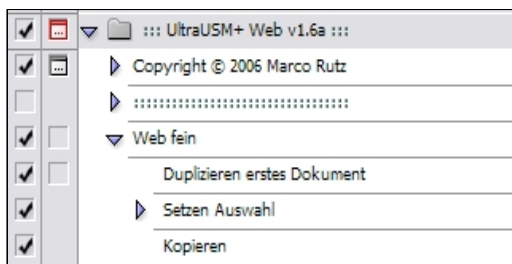 ::: UltraUSM+ Web v1.6a :::
Copyright © 2006 Marco Rutz
::::::::::::::::::::::::::::::::::
Web fein
Duplizieren erstes Dokument
Setzen Auswahl
Kopieren